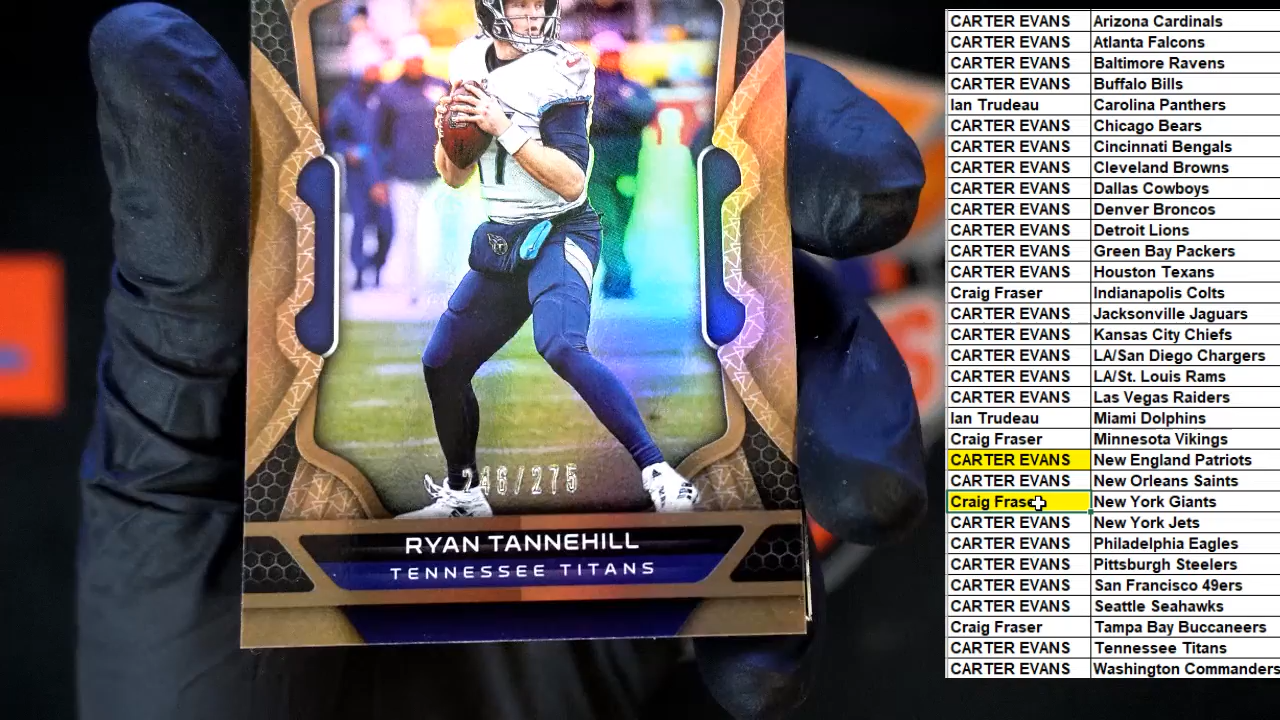 246/275
RYAN TANNEHILL
TENNESSEE TITANS
CARTER EVANS Arizona Cardinals
CARTER EVANS Atlanta Falcons
CARTER EVANS Baltimore Ravens
CARTER EVANS Buffalo Bills
Ian Trudeau Carolina Panthers
CARTER EVANS Chicago Bears
CARTER EVANS Cincinnati Bengals
CARTER EVANS Cleveland Browns
CARTER EVANS Dallas Cowboys
CARTER EVANS Denver Broncos
CARTER EVANS Detroit Lions
CARTER EVANS Green Bay Packers
CARTER EVANS Houston Texans
Craig Fraser Indianapolis Colts
CARTER EVANS Jacksonville Jaguars
CARTER EVANS Kansas City Chiefs
CARTER EVANS LA/San Diego Chargers
CARTER EVANS LA/St. Louis Rams
CARTER EVANS Las Vegas Raiders
Ian Trudeau Miami Dolphins
Craig Fraser Minnesota Vikings
CARTER EVANS New England Patriots
CARTER EVANS New Orleans Saints
Craig Fraser New York Giants
CARTER EVANS New York Jets
CARTER EVANS Philadelphia Eagles
CARTER EVANS Pittsburgh Steelers
CARTER EVANS San Francisco 49ers
CARTER EVANS Seattle Seahawks
Craig Fraser Tampa Bay Buccaneers
CARTER EVANS Tennessee Titans
CARTER EVANS Washington Commanders